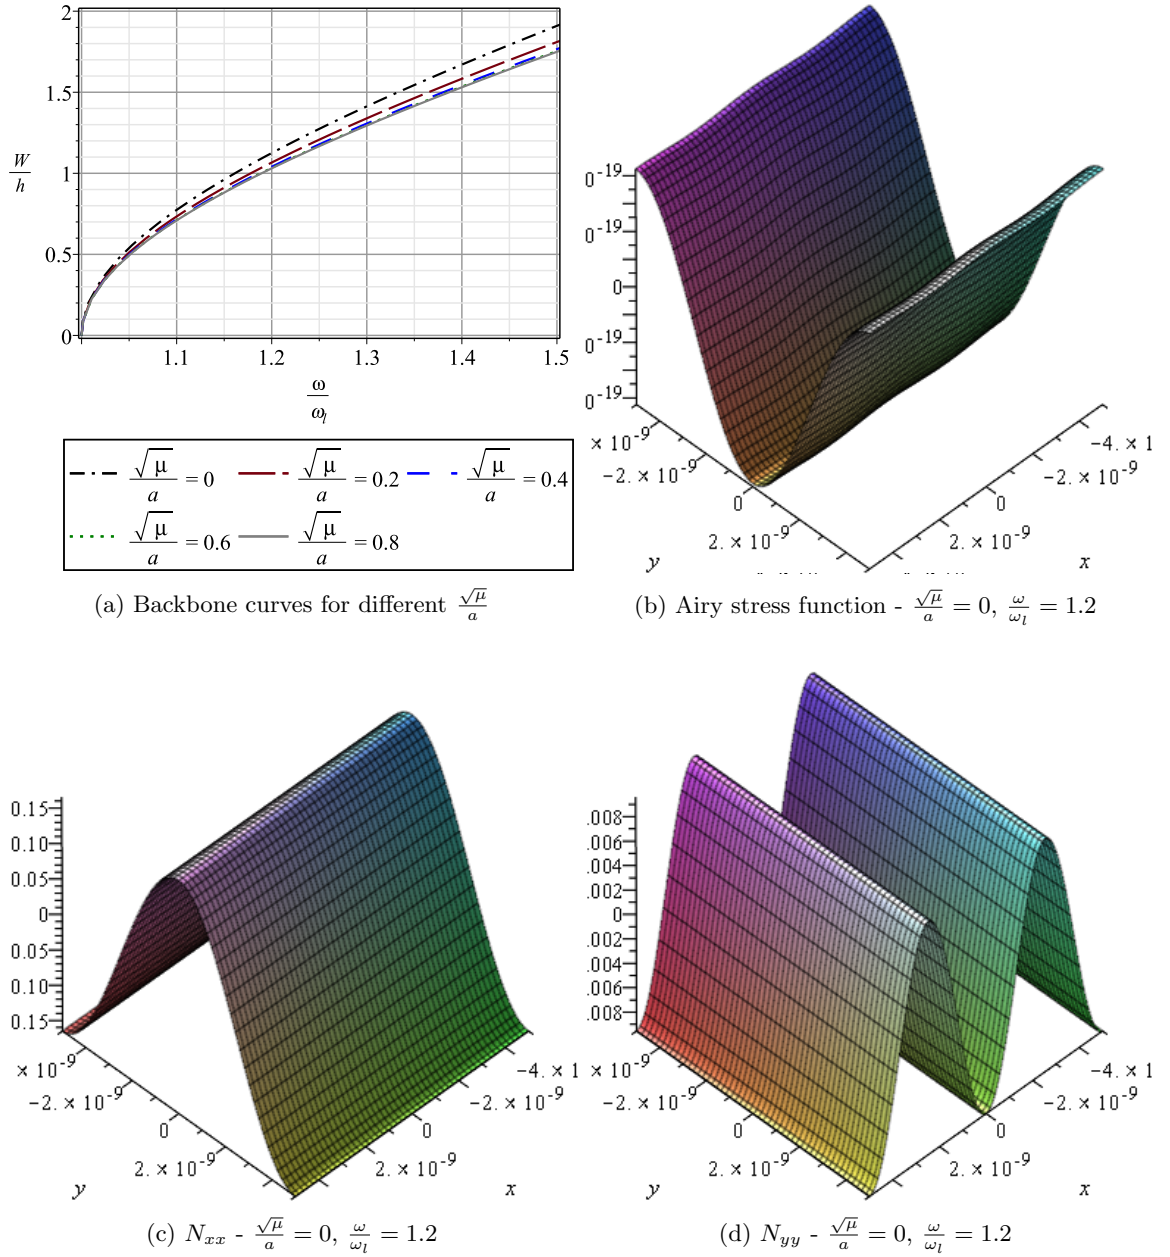 2
1.5
1
0.5
0
W
h
1.1 1.2 1.3 1.4 1.5
ω
ω_l
√μ/a = 0 √μ/a = 0.2 √μ/a = 0.4
√μ/a = 0.6 √μ/a = 0.8
(a) Backbone curves for different √μ/a
0⁻¹⁹
0⁻¹⁹
0
0⁻¹⁹
0⁻¹⁹
× 10⁻⁹
−2. × 10⁻⁹
0
2. × 10⁻⁹
y
−4. × 1
−2. × 10⁻⁹
0
2. × 10⁻⁹
x
(b) Airy stress function - √μ/a = 0, ω/ω_l = 1.2
0.15
0.10
0.05
0
0.05
0.10
0.15
× 10⁻⁹
−2. × 10⁻⁹
0
2. × 10⁻⁹
y
−4. × 1
−2. × 10⁻⁹
0
2. × 10⁻⁹
x
(c) N_xx - √μ/a = 0, ω/ω_l = 1.2
.008
.006
.004
.002
0
.002
.004
.006
.008
× 10⁻⁹
−2. × 10⁻⁹
0
2. × 10⁻⁹
y
−4. × 1
−2. × 10⁻⁹
0
2. × 10⁻⁹
x
(d) N_yy - √μ/a = 0, ω/ω_l = 1.2